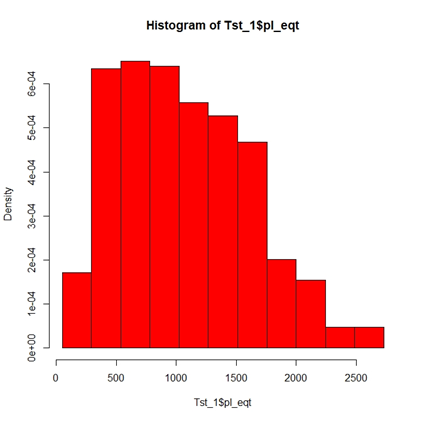 Histogram of Tst_1$pl_eqt
Density
0e+00 1e-04 2e-04 3e-04 4e-04 5e-04 6e-04
0 500 1000 1500 2000 2500
Tst_1$pl_eqt